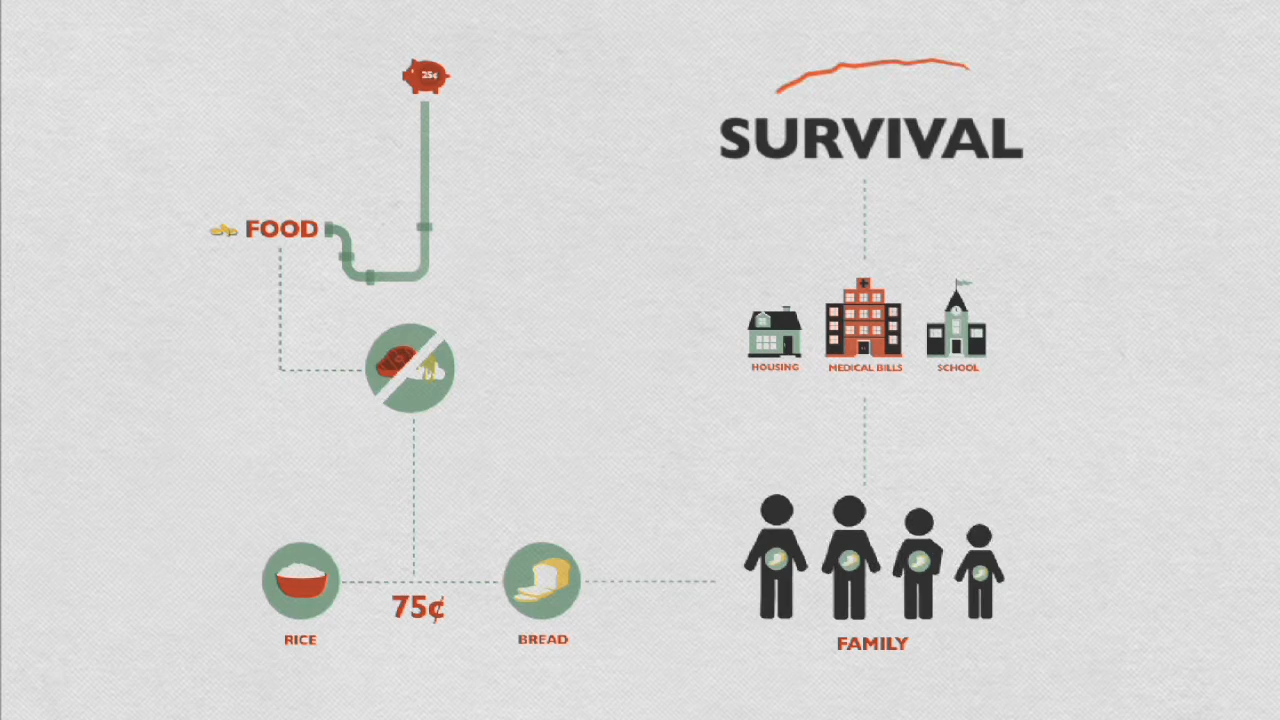 25¢
FOOD
RICE
75¢
BREAD
SURVIVAL
HOUSING
MEDICAL BILLS
SCHOOL
FAMILY